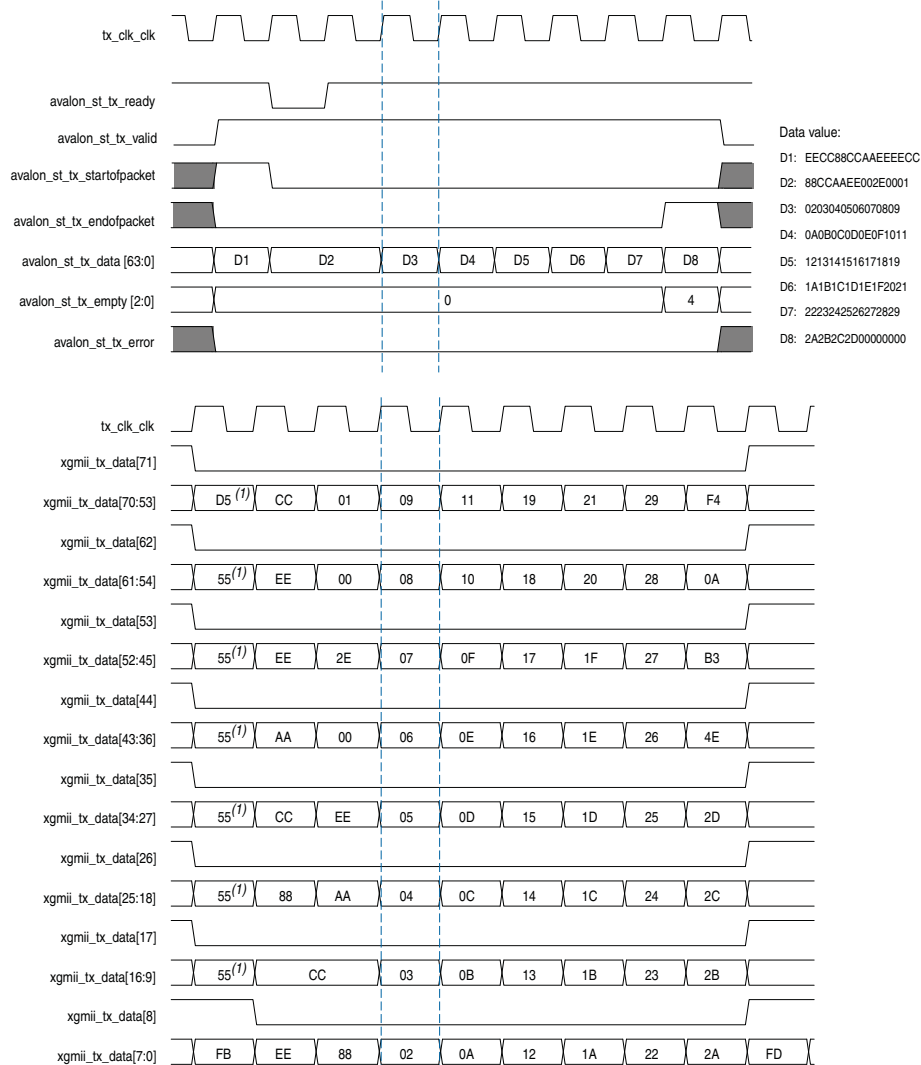 tx_clk_clk
avalon_st_tx_ready
avalon_st_tx_valid
avalon_st_tx_startofpacket
avalon_st_tx_endofpacket
avalon_st_tx_data [63:0] D1 D2 D3 D4 D5 D6 D7 D8
avalon_st_tx_empty [2:0] 0 4
avalon_st_tx_error
Data value:
D1: EECC88CCAAEEEECC
D2: 88CCAAEE002E0001
D3: 0203040506070809
D4: 0A0B0C0D0E0F1011
D5: 1213141516171819
D6: 1A1B1C1D1E1F2021
D7: 2223242526272829
D8: 2A2B2C2D00000000
tx_clk_clk
xgmii_tx_data[71]
xgmii_tx_data[70:53] D5 (1) CC 01 09 11 19 21 29 F4
xgmii_tx_data[62]
xgmii_tx_data[61:54] 55(1) EE 00 08 10 18 20 28 0A
xgmii_tx_data[53]
xgmii_tx_data[52:45] 55(1) EE 2E 07 0F 17 1F 27 B3
xgmii_tx_data[44]
xgmii_tx_data[43:36] 55(1) AA 00 06 0E 16 1E 26 4E
xgmii_tx_data[35]
xgmii_tx_data[34:27] 55(1) CC EE 05 0D 15 1D 25 2D
xgmii_tx_data[26]
xgmii_tx_data[25:18] 55(1) 88 AA 04 0C 14 1C 24 2C
xgmii_tx_data[17]
xgmii_tx_data[16:9] 55(1) CC 03 0B 13 1B 23 2B
xgmii_tx_data[8]
xgmii_tx_data[7:0] FB EE 88 02 0A 12 1A 22 2A FD